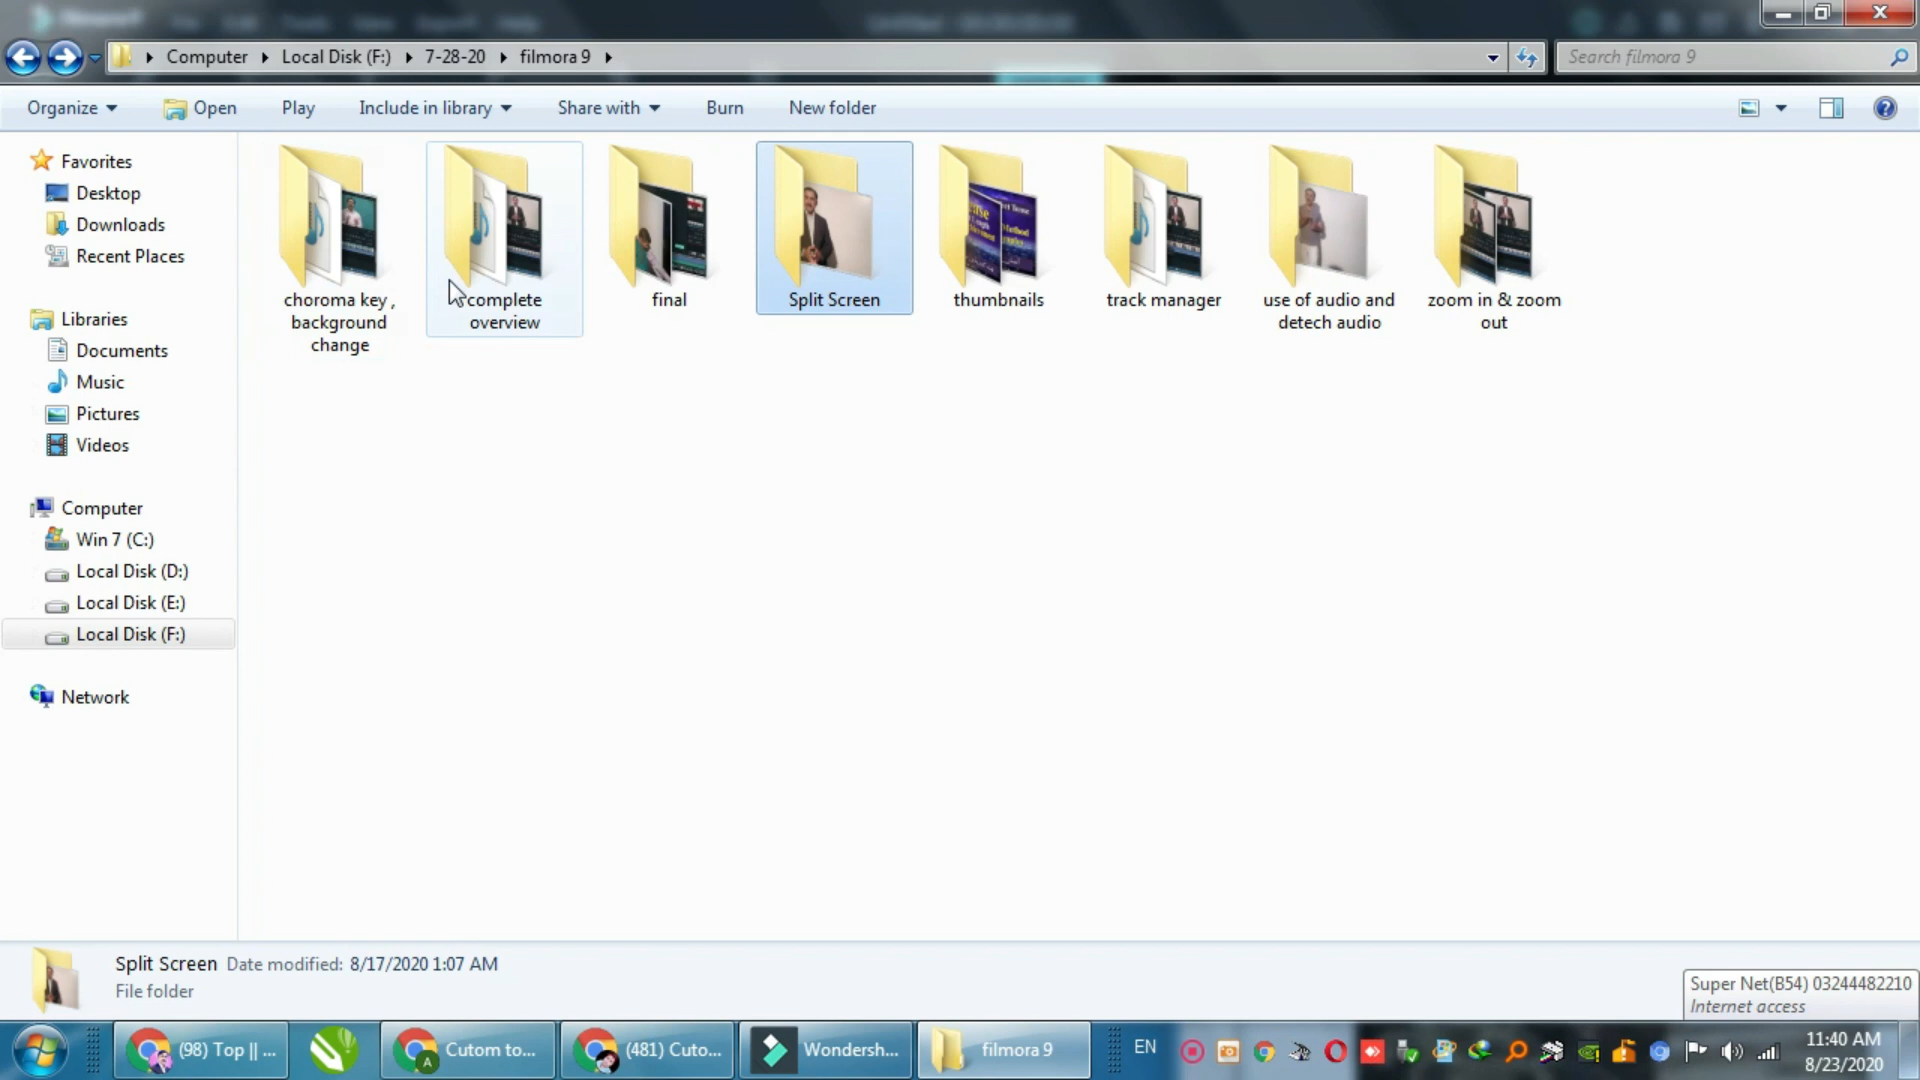 Computer ▸ Local Disk (F:) ▸ 7-28-20 ▸ filmora 9 ▸
Search filmora 9
Organize Open Play Include in library Share with Burn New folder
Favorites
Desktop
Downloads
Recent Places
Libraries
Documents
Music
Pictures
Videos
Computer
Win 7 (C:)
Local Disk (D:)
Local Disk (E:)
Local Disk (F:)
Network
choroma key ,
background
change
complete
overview
final
Split Screen
thumbnails
track manager
use of audio and
detech audio
zoom in & zoom
out
Split Screen Date modified: 8/17/2020 1:07 AM
File folder
Super Net(B54) 03244482210
Internet access
(98) Top || ...
Cutom to...
(481) Cuto...
Wondersh...
filmora 9
EN
11:40 AM
8/23/2020